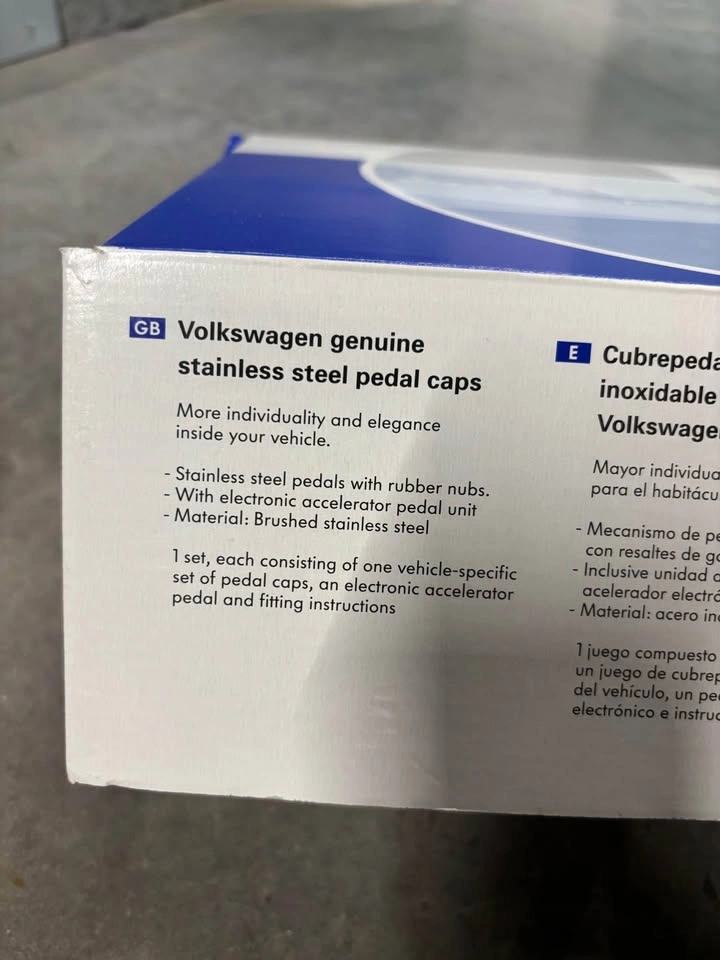 GB Volkswagen genuine
stainless steel pedal caps
More individuality and elegance
inside your vehicle.
- Stainless steel pedals with rubber nubs.
- With electronic accelerator pedal unit
- Material: Brushed stainless steel
1 set, each consisting of one vehicle-specific
set of pedal caps, an electronic accelerator
pedal and fitting instructions
E
inoxidable
Mayor
para el
- Mecanismo de
con resaltes de
- Inclusive unidad
acelerador
- Material: acero
1 juego compuesto
un juego de
del vehículo, un
electrónico e